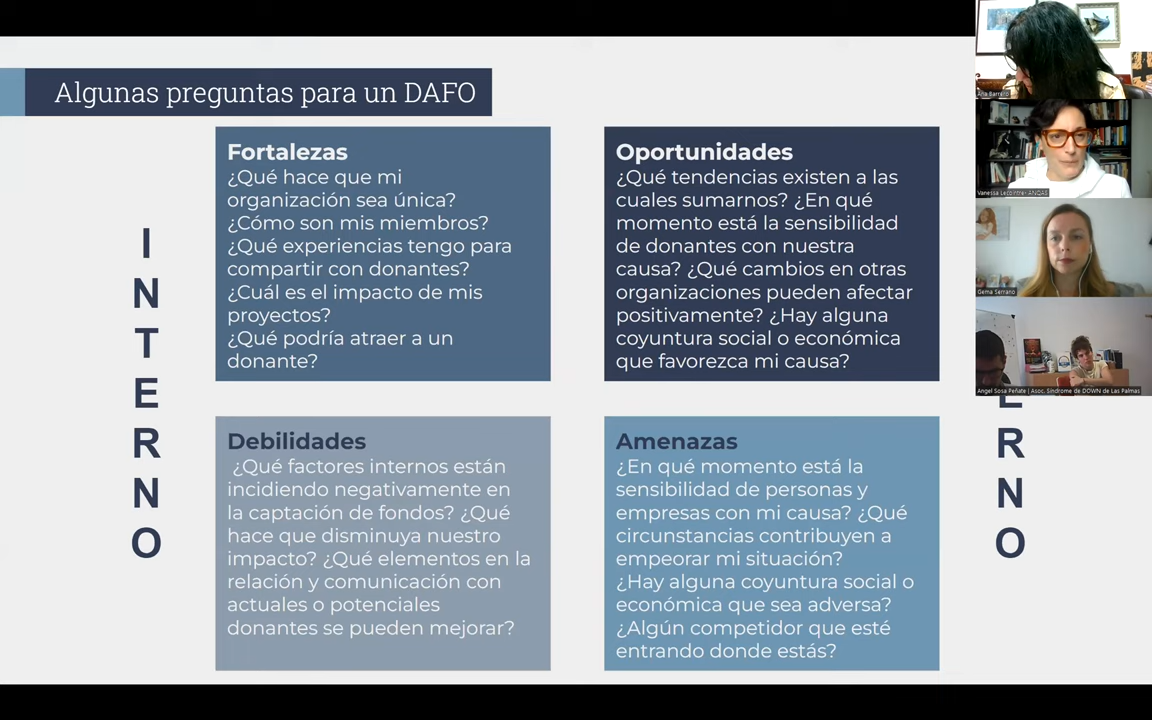 Algunas preguntas para un DAFO
INTERNO
Fortalezas
¿Qué hace que mi
organización sea única?
¿Cómo son mis miembros?
¿Qué experiencias tengo para
compartir con donantes?
¿Cuál es el impacto de mis
proyectos?
¿Qué podría atraer a un
donante?
Oportunidades
¿Qué tendencias existen a las
cuales sumarnos? ¿En qué
momento está la sensibilidad
de donantes con nuestra
causa? ¿Qué cambios en otras
organizaciones pueden afectar
positivamente? ¿Hay alguna
coyuntura social o económica
que favorezca mi causa?
Debilidades
¿Qué factores internos están
incidiendo negativamente en
la captación de fondos? ¿Qué
hace que disminuya nuestro
impacto? ¿Qué elementos en la
relación y comunicación con
actuales o potenciales
donantes se pueden mejorar?
Amenazas
¿En qué momento está la
sensibilidad de personas y
empresas con mi causa? ¿Qué
circunstancias contribuyen a
empeorar mi situación?
¿Hay alguna coyuntura social o
económica que sea adversa?
¿Algún competidor que esté
entrando donde estás?
ERNO
Ana Barrero
Vanessa Lecointre- ANQAS
Gema Serrano
Angel Sosa Peñate | Asoc. Síndrome de DOWN de Las Palmas